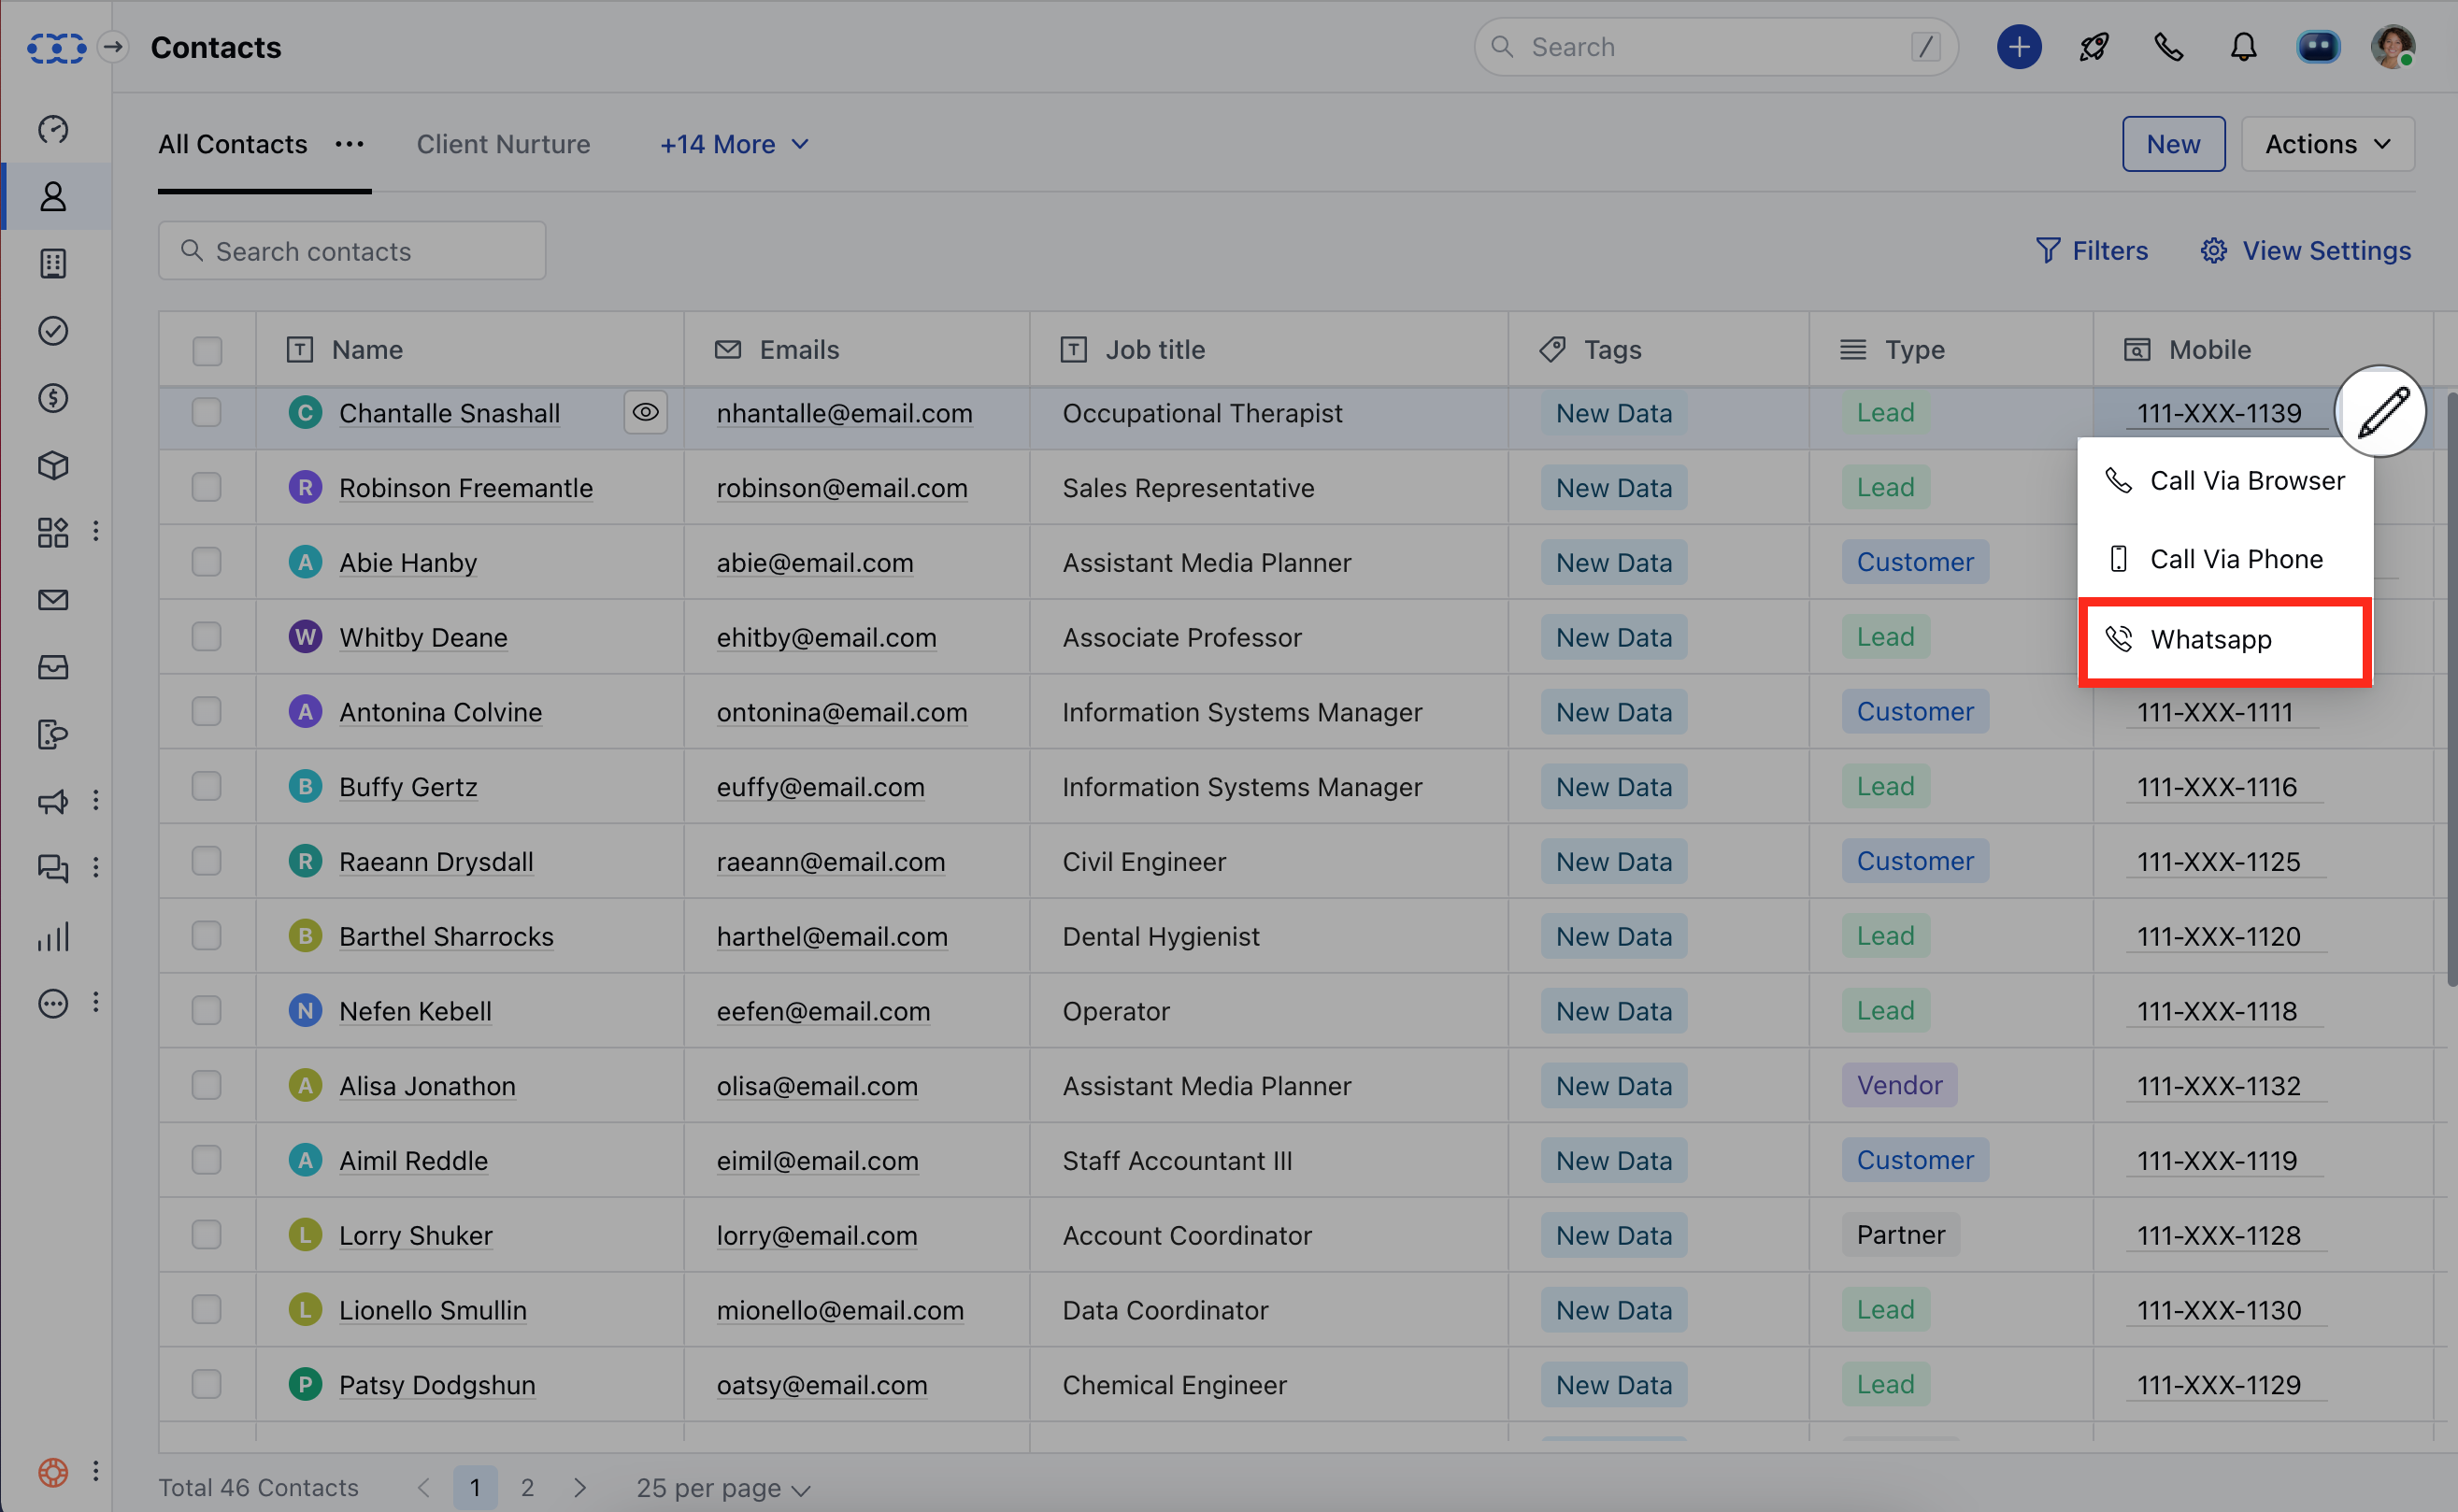 Contacts
Search /
All Contacts ••• Client Nurture +14 More
New Actions
Search contacts
Filters View Settings
Name Emails Job title Tags Type Mobile
C Chantalle Snashall nhantalle@email.com Occupational Therapist New Data Lead 111-XXX-1139
Call Via Browser
Call Via Phone
Whatsapp
R Robinson Freemantle robinson@email.com Sales Representative New Data Lead
A Abie Hanby abie@email.com Assistant Media Planner New Data Customer
W Whitby Deane ehitby@email.com Associate Professor New Data Lead
A Antonina Colvine ontonina@email.com Information Systems Manager New Data Customer 111-XXX-1111
B Buffy Gertz euffy@email.com Information Systems Manager New Data Lead 111-XXX-1116
R Raeann Drysdall raeann@email.com Civil Engineer New Data Customer 111-XXX-1125
B Barthel Sharrocks harthel@email.com Dental Hygienist New Data Lead 111-XXX-1120
N Nefen Kebell eefen@email.com Operator New Data Lead 111-XXX-1118
A Alisa Jonathon olisa@email.com Assistant Media Planner New Data Vendor 111-XXX-1132
A Aimil Reddle eimil@email.com Staff Accountant III New Data Customer 111-XXX-1119
L Lorry Shuker lorry@email.com Account Coordinator New Data Partner 111-XXX-1128
L Lionello Smullin mionello@email.com Data Coordinator New Data Lead 111-XXX-1130
P Patsy Dodgshun oatsy@email.com Chemical Engineer New Data Lead 111-XXX-1129
Total 46 Contacts 1 2 25 per page